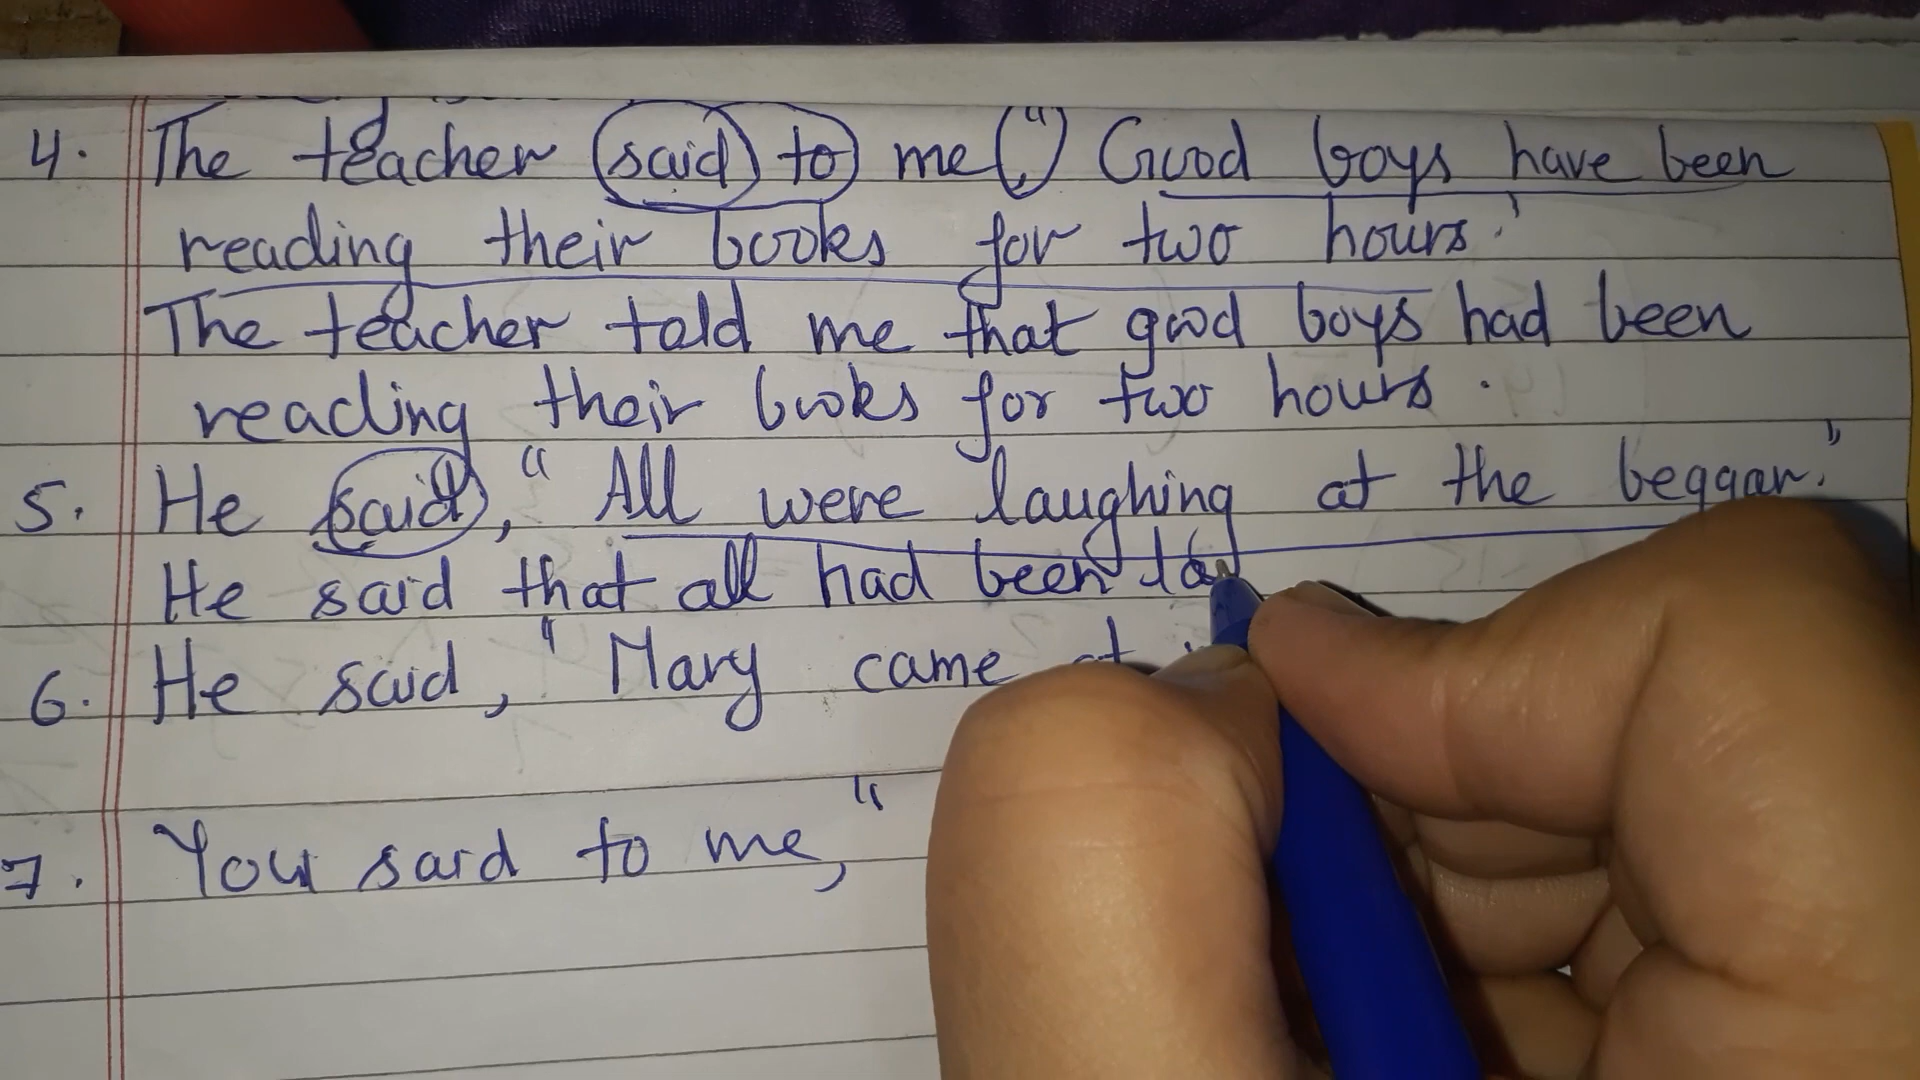 4. The teacher said to me, " Good boys have been
reading their books for two hours."
The teacher told me that good boys had been
reading their books for two hours.
5. He said, " All were laughing at the beggar."
He said that all had been la
6. He said, " Mary came at
7. You said to me, "